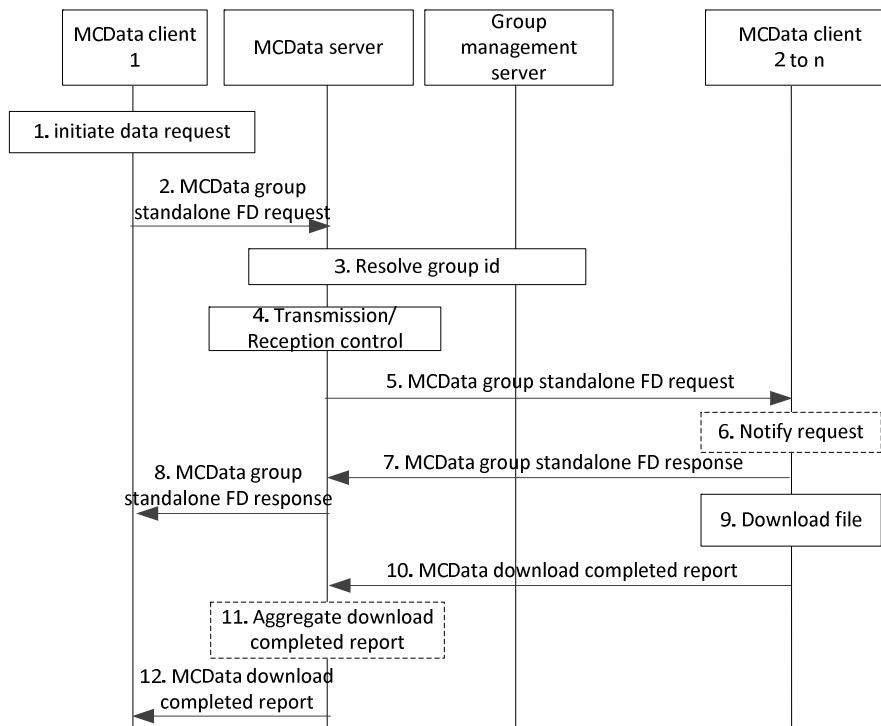 MCData client
1
MCData server
Group
management
server
MCData client
2 to n
1. initiate data request
2. MCData group
standalone FD request
3. Resolve group id
4. Transmission/
Reception control
5. MCData group standalone FD request
6. Notify request
7. MCData group standalone FD response
8. MCData group
standalone FD response
9. Download file
10. MCData download completed report
11. Aggregate download
completed report
12. MCData download
completed report